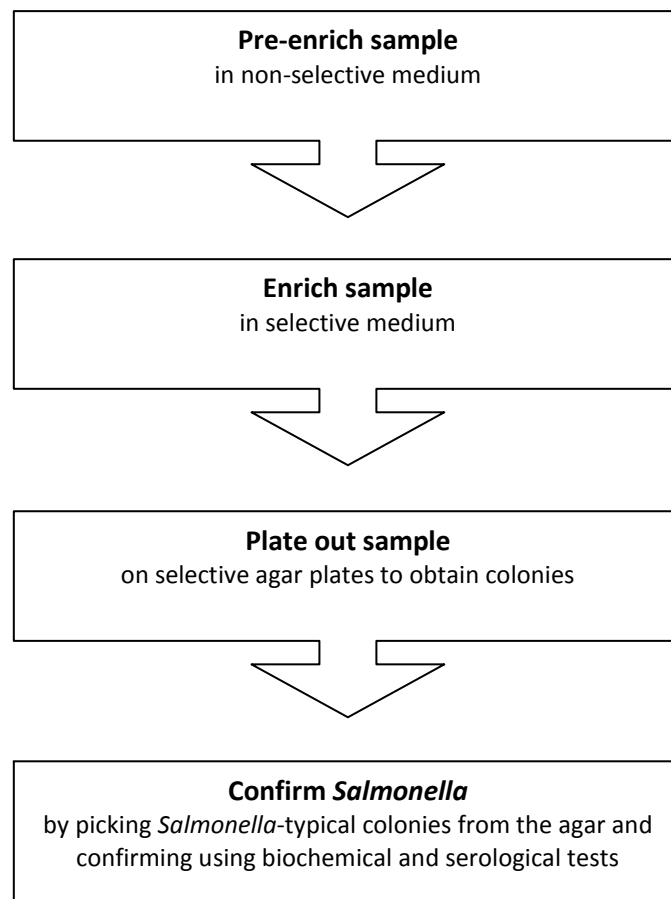 Pre-enrich sample
in non-selective medium
Enrich sample
in selective medium
Plate out sample
on selective agar plates to obtain colonies
Confirm Salmonella
by picking Salmonella-typical colonies from the agar and
confirming using biochemical and serological tests